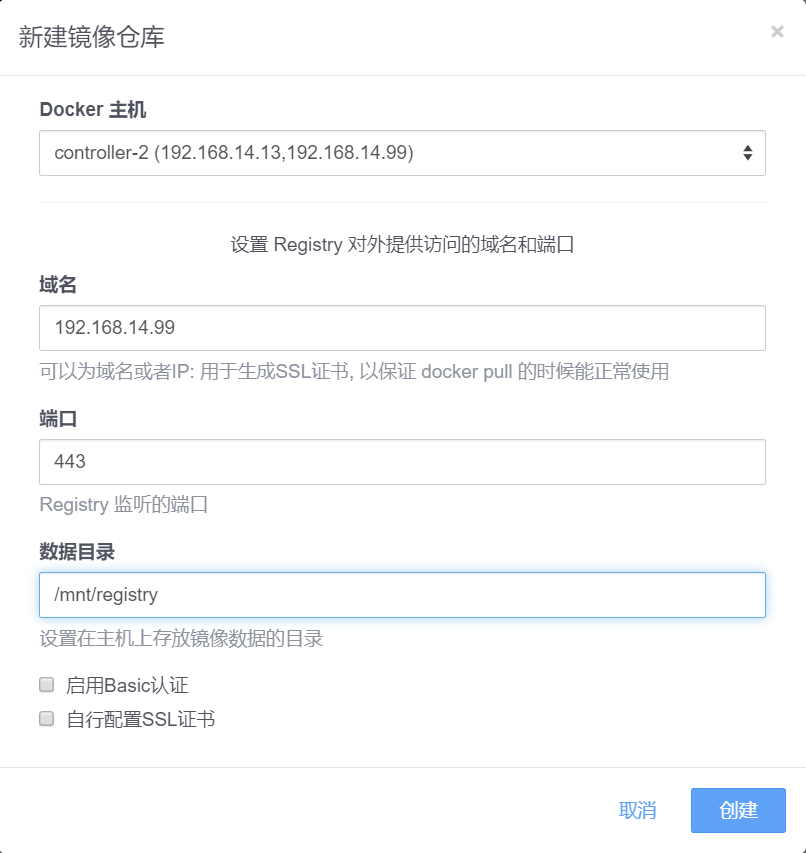 新建镜像仓库
×
Docker 主机
controller-2 (192.168.14.13,192.168.14.99)
设置 Registry 对外提供访问的域名和端口
域名
192.168.14.99
可以为域名或者IP: 用于生成SSL证书, 以保证 docker pull 的时候能正常使用
端口
443
Registry 监听的端口
数据目录
/mnt/registry
设置在主机上存放镜像数据的目录
启用Basic认证
自行配置SSL证书
取消 创建